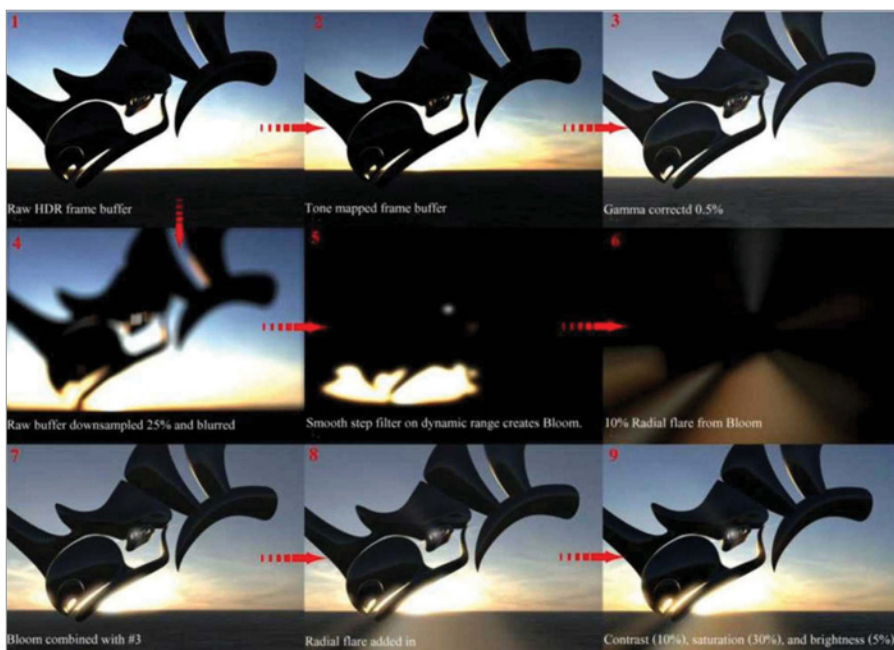 1
2
3
Raw HDR frame buffer
Tone mapped frame buffer
Gamma correctd 0.5%
4
5
6
Raw buffer downsampled 25% and blurred
Smooth step filter on dynamic range creates Bloom.
10% Radial flare from Bloom
7
8
9
Bloom combined with #3
Radial flare added in
Contrast (10%), saturation (30%), and brightness (5%)